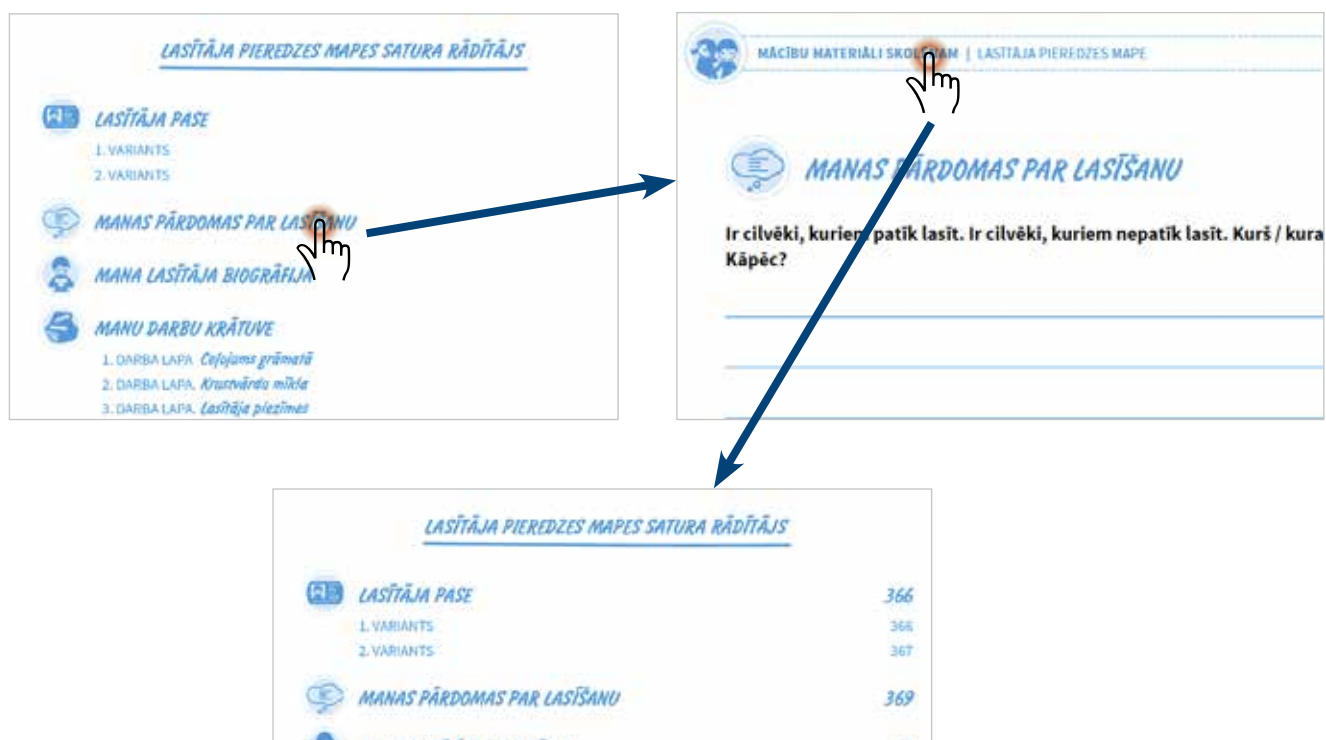 LASĪTĀJA PIEREDZES MAPES SATURA RĀDĪTĀJS
LASĪTĀJA PASE
1. VARIANTS
2. VARIANTS
MANAS PĀRDOMAS PAR LASĪŠANU
MANA LASĪTĀJA BIOGRĀFIJA
MANU DARBU KRĀTUVE
1. DARBA LAPA. Ceļojums grāmatā
2. DARBA LAPA. Krustvārdu mīkla
3. DARBA LAPA. Lasītāja piezīmes
MĀCĪBU MATERIĀLI SKOLĒNAM | LASĪTĀJA PIEREDZES MAPE
MANAS PĀRDOMAS PAR LASĪŠANU
Ir cilvēki, kuriem patīk lasīt. Ir cilvēki, kuriem nepatīk lasīt. Kurš / kura
Kāpēc?
LASĪTĀJA PIEREDZES MAPES SATURA RĀDĪTĀJS
LASĪTĀJA PASE 366
1. VARIANTS 366
2. VARIANTS 367
MANAS PĀRDOMAS PAR LASĪŠANU 369